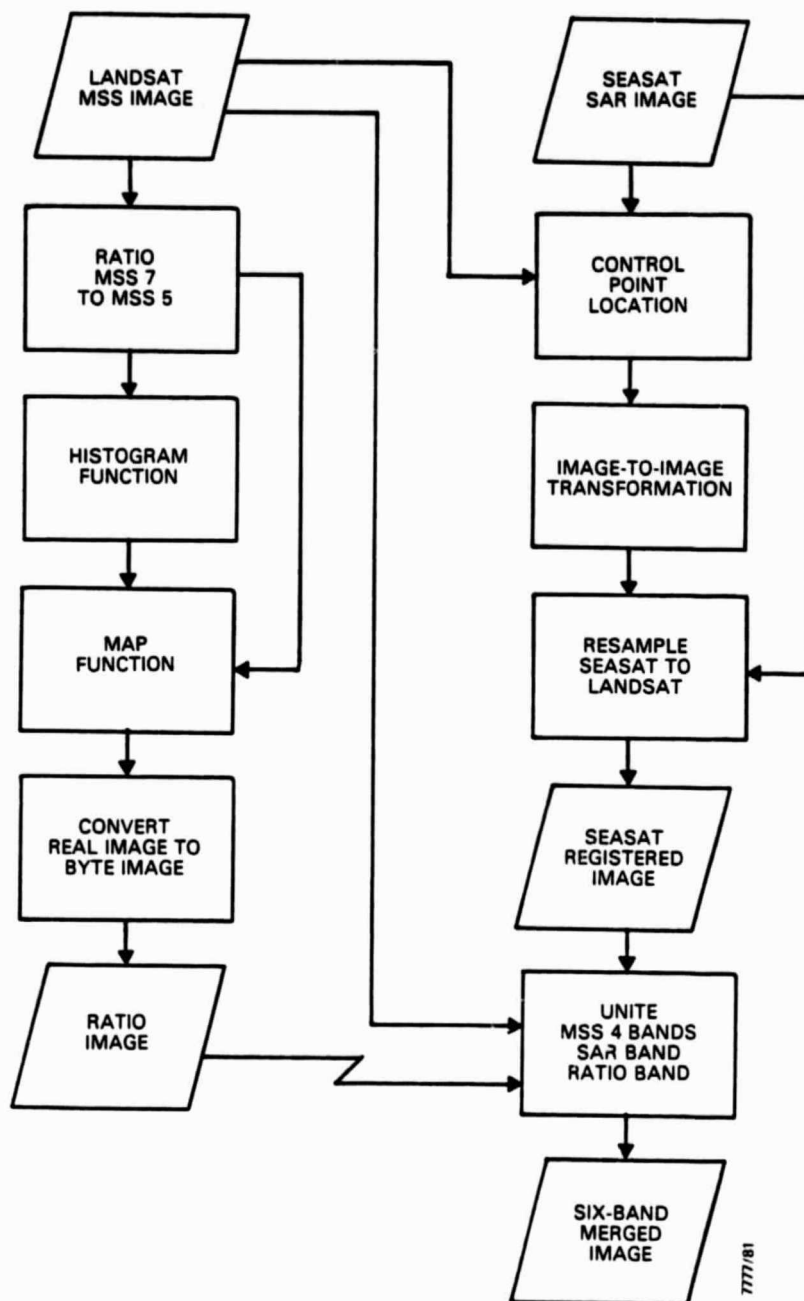 LANDSAT
MSS IMAGE
RATIO
MSS 7
TO MSS 5
HISTOGRAM
FUNCTION
MAP
FUNCTION
CONVERT
REAL IMAGE TO
BYTE IMAGE
RATIO
IMAGE
SEASAT
SAR IMAGE
CONTROL
POINT
LOCATION
IMAGE-TO-IMAGE
TRANSFORMATION
RESAMPLE
SEASAT TO
LANDSAT
SEASAT
REGISTERED
IMAGE
UNITE
MSS 4 BANDS
SAR BAND
RATIO BAND
SIX-BAND
MERGED
IMAGE
7777/81